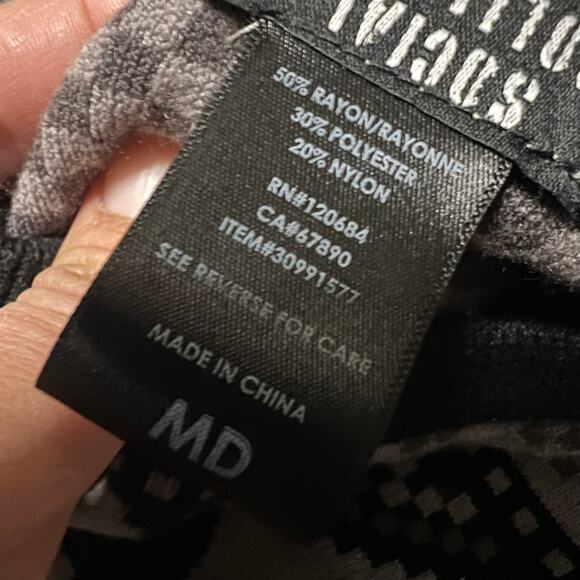 SOCIAL
50% RAYON/RAYONNE
30% POLYESTER
20% NYLON
RN#120684
CA#67890
ITEM#30991577
SEE REVERSE FOR CARE
MADE IN CHINA
MD